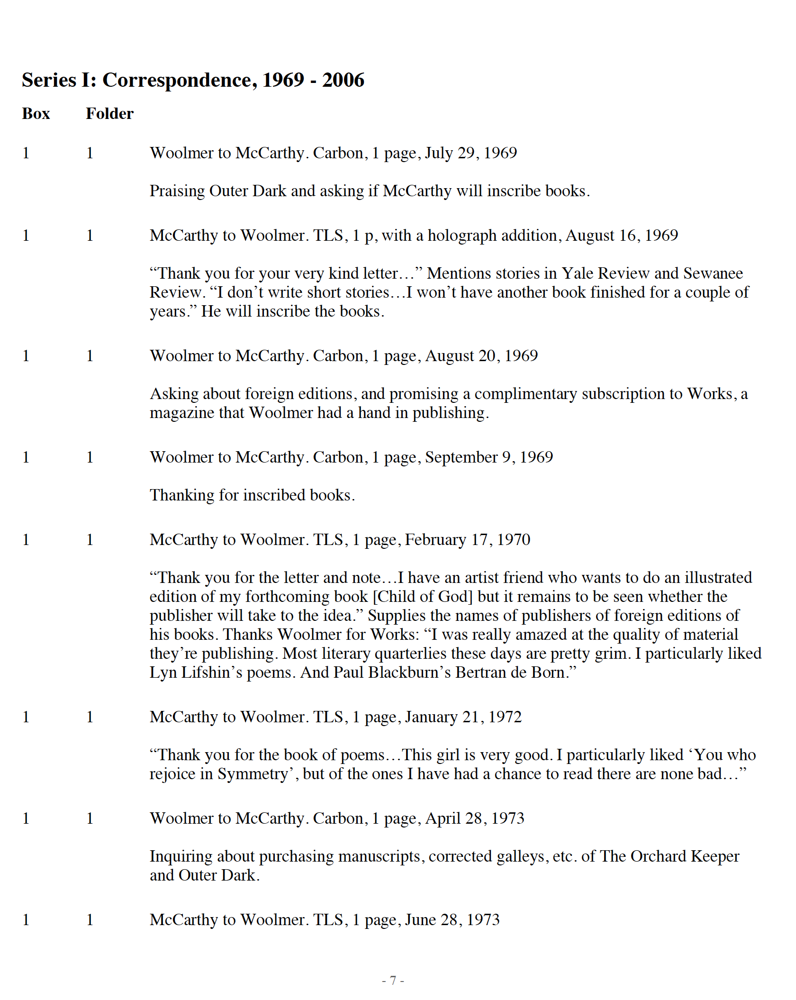 Series I: Correspondence, 1969 - 2006
Box Folder
1 1 Woolmer to McCarthy. Carbon, 1 page, July 29, 1969
Praising Outer Dark and asking if McCarthy will inscribe books.
1 1 McCarthy to Woolmer. TLS, 1 p, with a holograph addition, August 16, 1969
“Thank you for your very kind letter…” Mentions stories in Yale Review and Sewanee
Review. “I don’t write short stories…I won’t have another book finished for a couple of
years.” He will inscribe the books.
1 1 Woolmer to McCarthy. Carbon, 1 page, August 20, 1969
Asking about foreign editions, and promising a complimentary subscription to Works, a
magazine that Woolmer had a hand in publishing.
1 1 Woolmer to McCarthy. Carbon, 1 page, September 9, 1969
Thanking for inscribed books.
1 1 McCarthy to Woolmer. TLS, 1 page, February 17, 1970
“Thank you for the letter and note…I have an artist friend who wants to do an illustrated
edition of my forthcoming book [Child of God] but it remains to be seen whether the
publisher will take to the idea.” Supplies the names of publishers of foreign editions of
his books. Thanks Woolmer for Works: “I was really amazed at the quality of material
they’re publishing. Most literary quarterlies these days are pretty grim. I particularly liked
Lyn Lifshin’s poems. And Paul Blackburn’s Bertran de Born.”
1 1 McCarthy to Woolmer. TLS, 1 page, January 21, 1972
“Thank you for the book of poems…This girl is very good. I particularly liked ‘You who
rejoice in Symmetry’, but of the ones I have had a chance to read there are none bad…”
1 1 Woolmer to McCarthy. Carbon, 1 page, April 28, 1973
Inquiring about purchasing manuscripts, corrected galleys, etc. of The Orchard Keeper
and Outer Dark.
1 1 McCarthy to Woolmer. TLS, 1 page, June 28, 1973
- 7 -